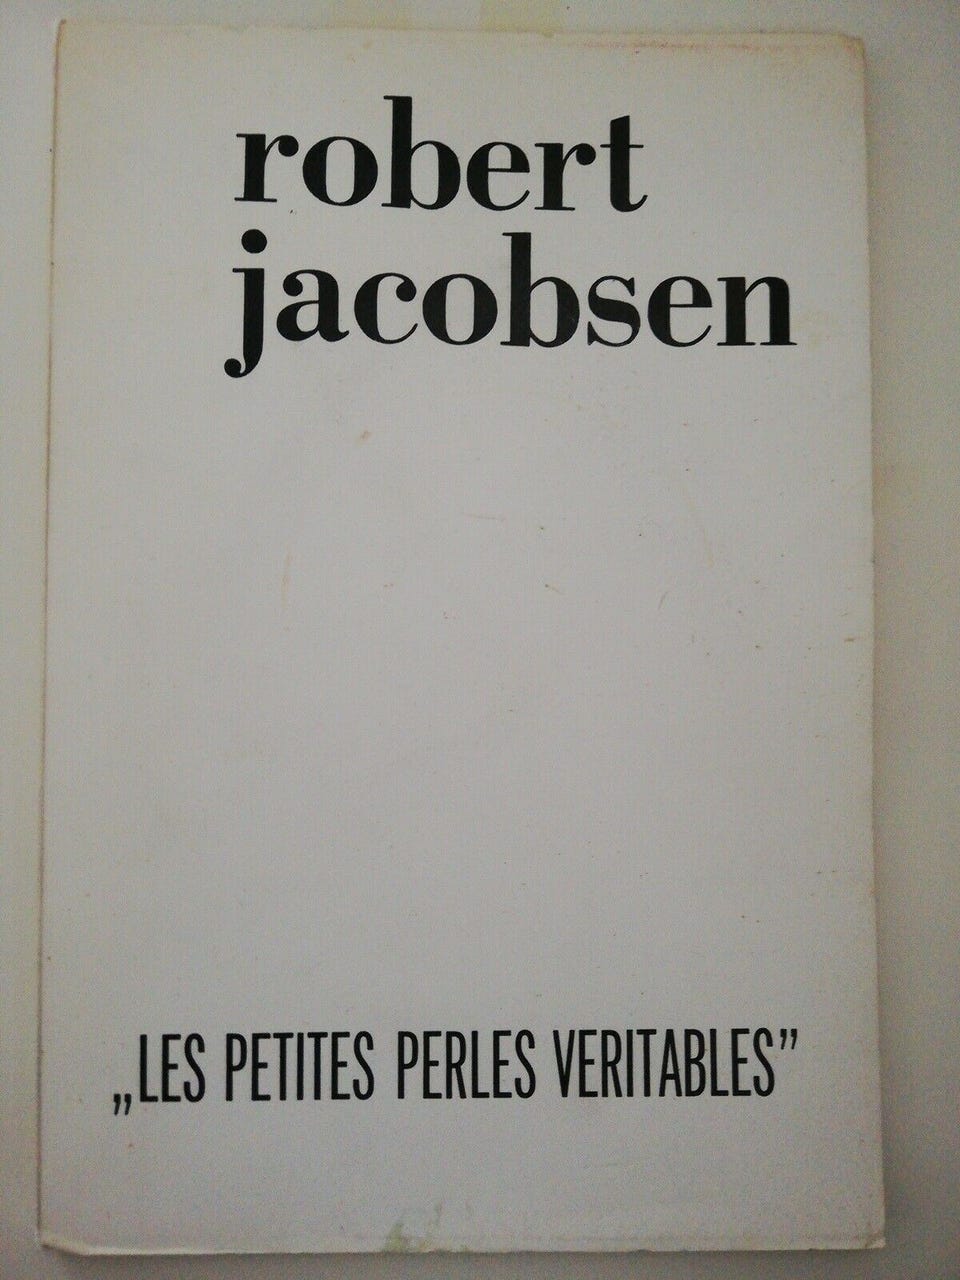 robert
jacobsen
„LES PETITES PERLES VERITABLES”